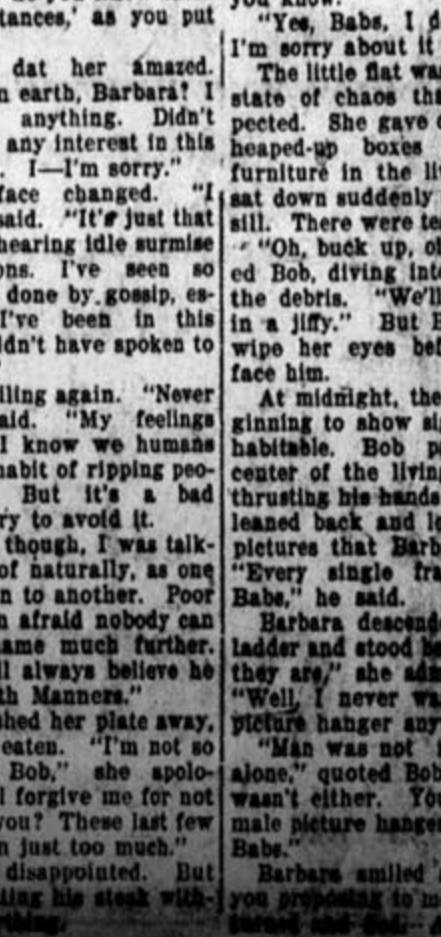 tances,' as you put
dat her amazed.
n earth, Barbara? I
anything. Didn't
any interest in this
. I—I'm sorry."
face changed. "I
said. "It's just that
hearing idle surmise
ons. I've seen so
done by gossip, es-
I've been in this
ldn't have spoken to
iling again. "Never
aid. "My feelings
I know we humans
habit of ripping peo-
But it's a bad
ry to avoid it.
though, I was talk-
of naturally, as one
n to another. Poor
n afraid nobody can
ame much further.
ll always believe he
th Manners."
shed her plate away,
eaten. "I'm not so
Bob," she apolo-
l forgive me for not
you? These last few
n just too much."
disappointed. But
ting his steak with-
"Yes, Babs, I d
I'm sorry about it
The little flat was
state of chaos tha
pected. She gave
heaped-up boxes
furniture in the li
sat down suddenly
sill. There were te
"Oh, buck up, o
ed Bob, diving int
the debris. "We'll
in a jiffy." But B
wipe her eyes bef
face him.
At midnight, the
ginning to show si
habitable. Bob p
center of the living
thrusting his hands
leaned back and l
pictures that Barb
"Every single fra
Babs," he said.
Barbara descend
ladder and stood
they are," she
"Well, I never wa
picture hanger any
"Man was not
alone," quoted Bob
wasn't either. You
male picture hanger
Babs."
Barbara smiled
you proposing to m